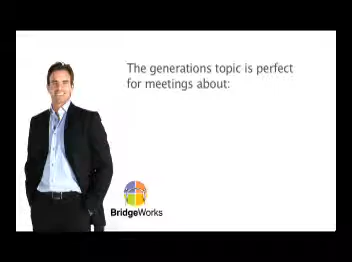 The generations topic is perfect
for meetings about:
BridgeWorks